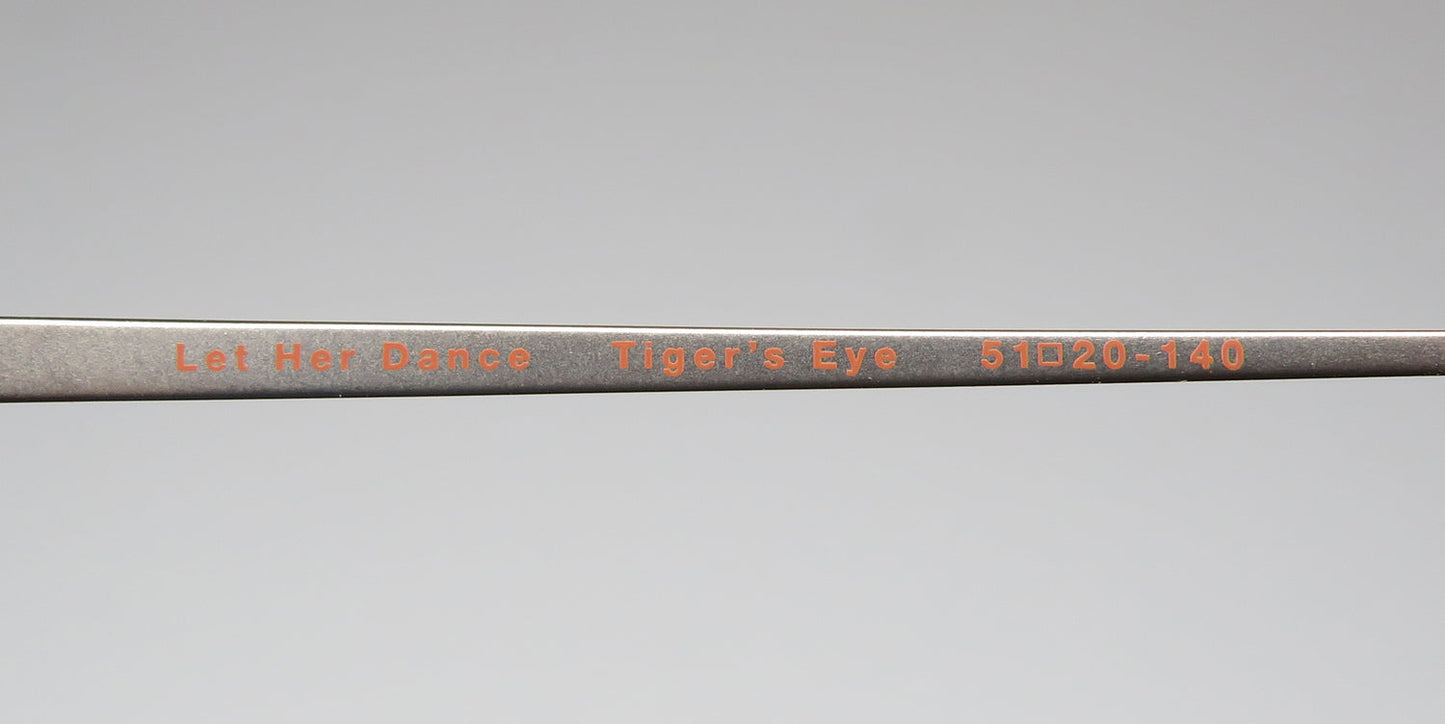 Let Her Dance Tiger's Eye 51□20-140